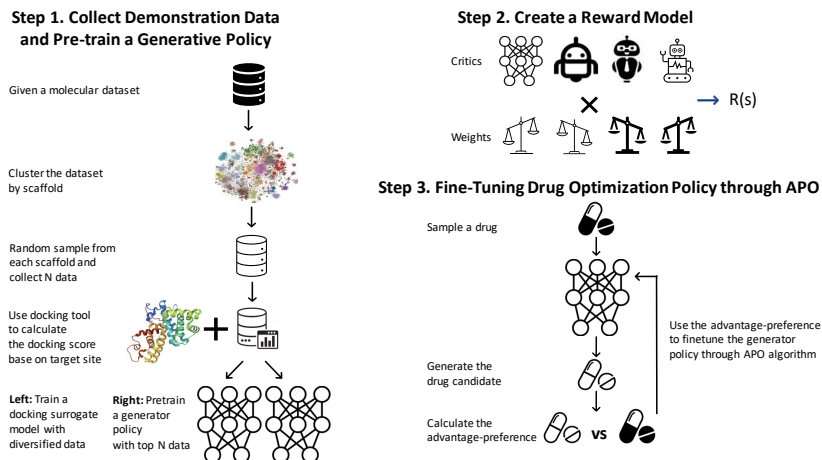 Step 1. Collect Demonstration Data
and Pre-train a Generative Policy
Given a molecular dataset
Cluster the dataset
by scaffold
Random sample from
each scaffold and
collect N data
Use docking tool
to calculate
the docking score
base on target site
Left: Train a
docking surrogate
model with
diversified data
Right: Pretrain
a generator
policy
with top N data
Step 2. Create a Reward Model
Critics
R(s)
Weights
Step 3. Fine-Tuning Drug Optimization Policy through APO
Sample a drug
Use the advantage-preference
to finetune the generator
policy through APO algorithm
Generate the
drug candidate
Calculate the
advantage-preference
vs